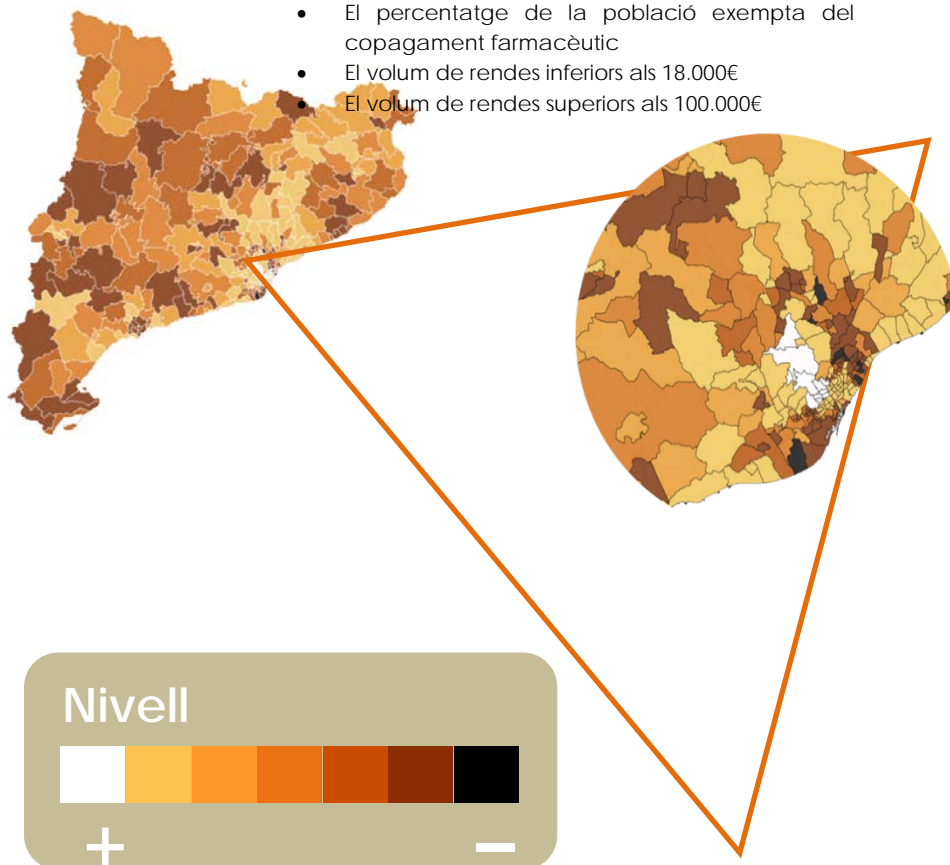 • El percentatge de la població exempta del
copagament farmacèutic
• El volum de rendes inferiors als 18.000€
• El volum de rendes superiors als 100.000€
Nivell
+ −